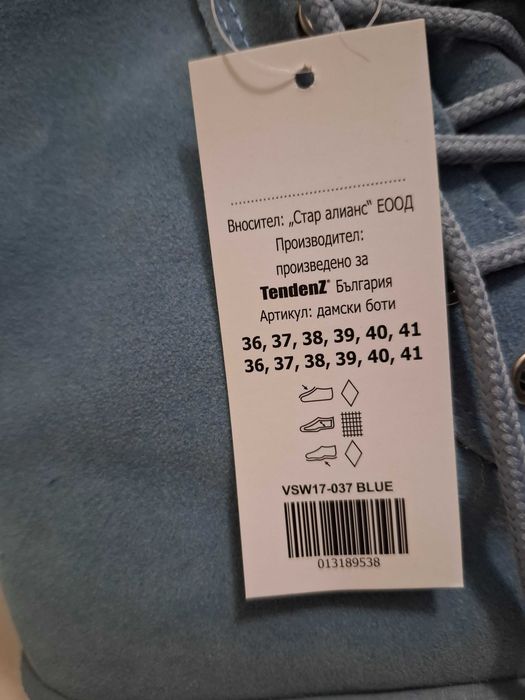 Вносител: „Стар алианс" ЕООД
Производител:
произведено за
TendenZ® България
Артикул: дамски боти
36, 37, 38, 39, 40, 41
36, 37, 38, 39, 40, 41
VSW17-037 BLUE
013189538